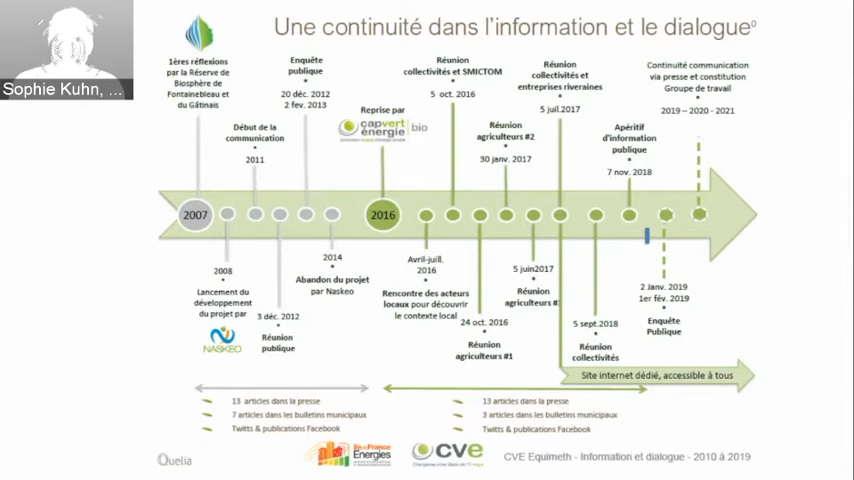 Sophie Kuhn, ...
Une continuité dans l'information et le dialogue
1ères réflexions
par la Réserve de
Biosphère de
Fontainebleau et
du Gâtinais
Début de la
communication
2011
Enquête
publique
20 déc. 2012
2 fev. 2013
Reprise par
capvert
énergie bio
Réunion
collectivités et SMICTOM
5 oct. 2016
Réunion
agriculteurs #2
30 janv. 2017
Réunion
collectivités et
entreprises riveraines
5 juil.2017
Apéritif
d'information
publique
7 nov. 2018
Continuité communication
via presse et constitution
Groupe de travail
2019 – 2020 - 2021
2007
2016
2008
Lancement du
développement
du projet par
NASKEO
3 déc. 2012
Réunion
publique
2014
Abandon du projet
par Naskeo
Avril-juill.
2016
Rencontre des acteurs
locaux pour découvrir
le contexte local
24 oct. 2016
Réunion
agriculteurs #1
5 juin2017
Réunion
agriculteurs #
5 sept.2018
Réunion
collectivités
2 Janv. 2019
1er fév. 2019
Enquête
Publique
Site internet dédié, accessible à tous
13 articles dans la presse
7 articles dans les bulletins municipaux
Twitts & publications Facebook
13 articles dans la presse
3 articles dans les bulletins municipaux
Twitts & publications Facebook
Quelia
Île de France
Energies
CVE
CVE Equimeth - Information et dialogue - 2010 à 2019